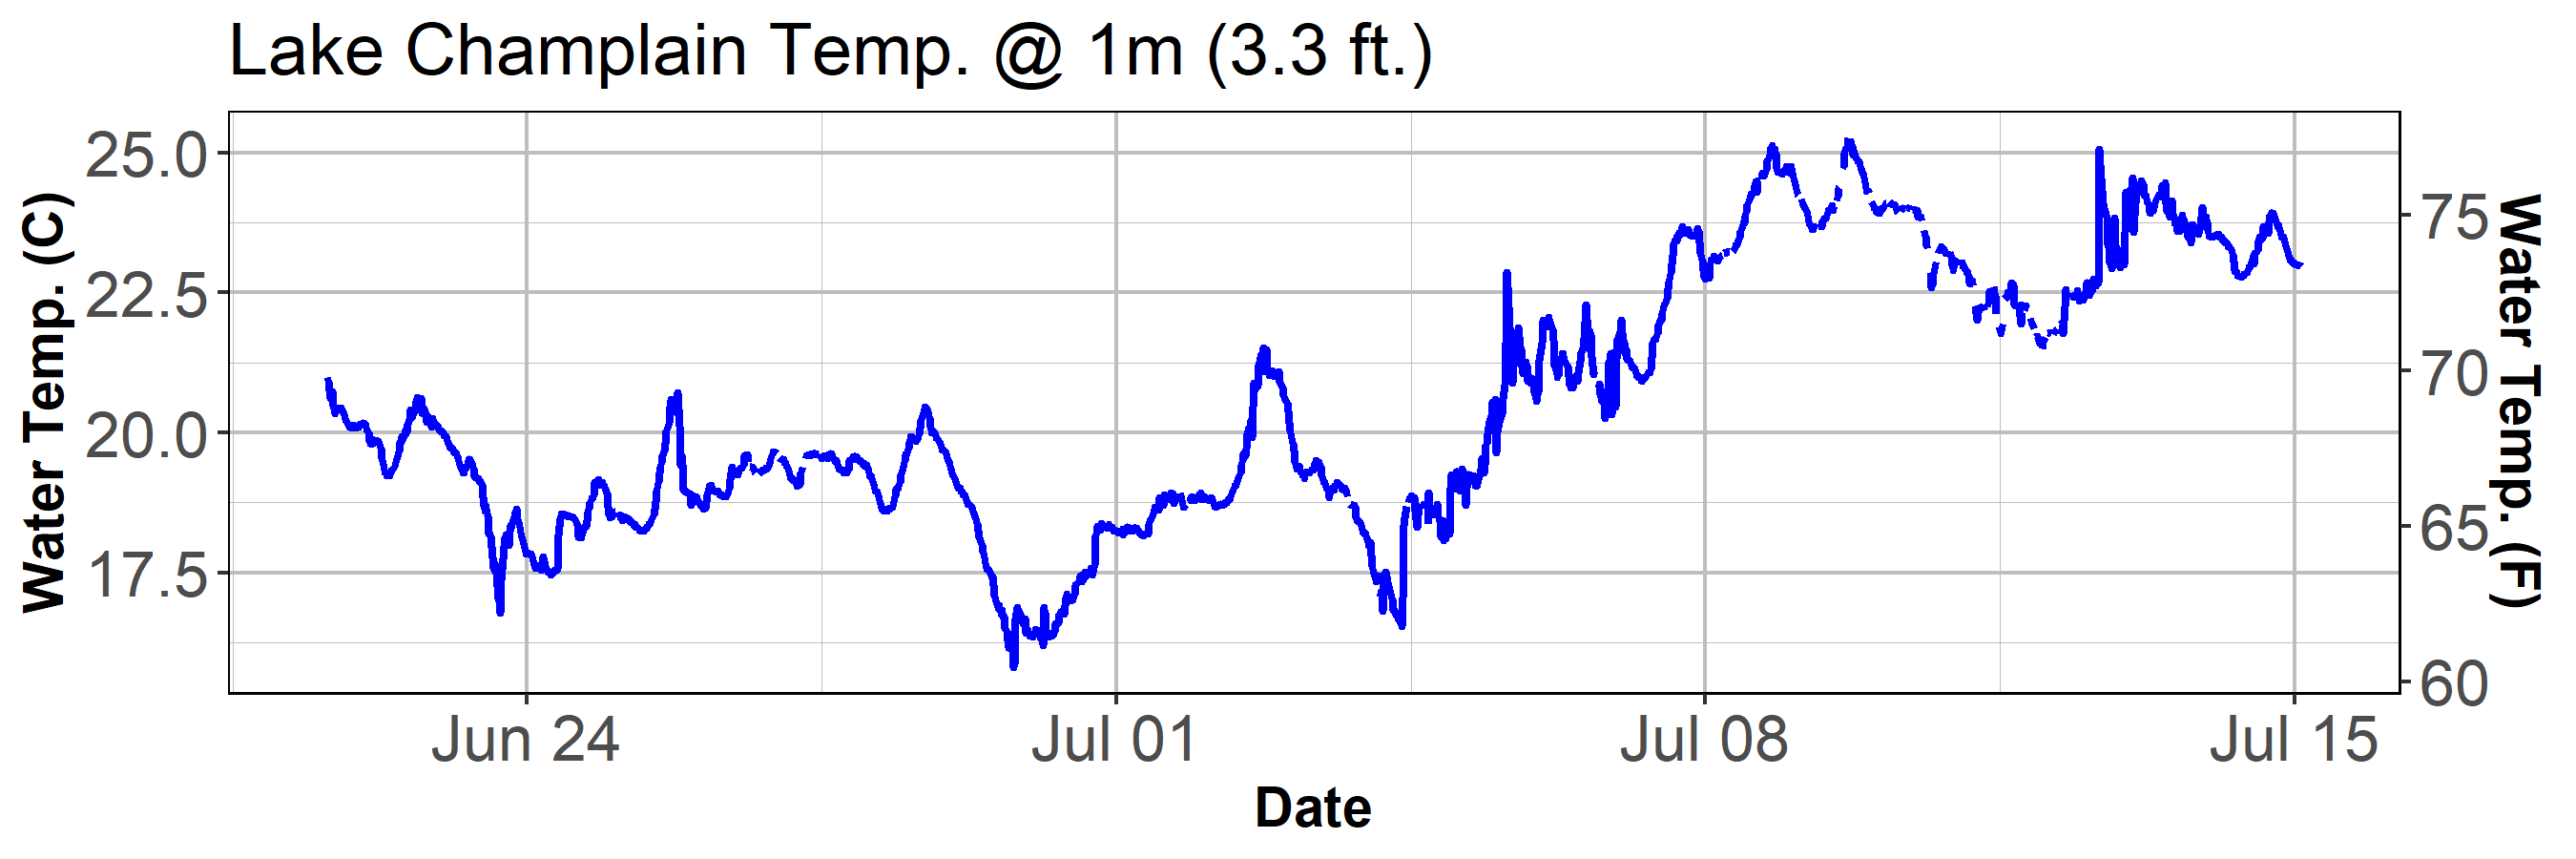 Lake Champlain Temp. @ 1m (3.3 ft.)
Water Temp. (C)
25.0
22.5
20.0
17.5
75
70
65
60
Water Temp. (F)
Jun 24
Jul 01
Jul 08
Jul 15
Date